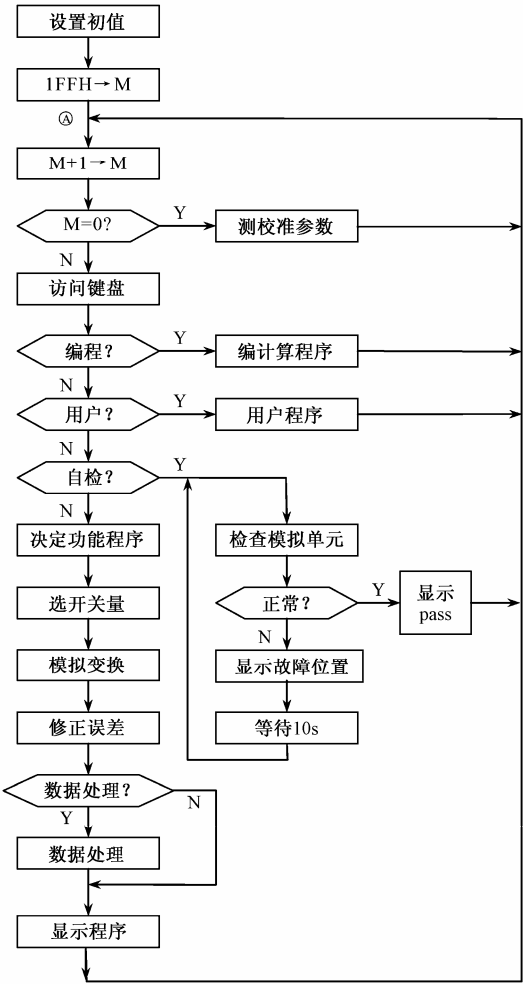 设置初值
1FFH→M
Ⓐ
M+1→M
M=0?
Y
测校准参数
N
访问键盘
编程？
Y
编计算程序
N
用户？
Y
用户程序
N
自检？
Y
N
决定功能程序
检查模拟单元
选开关量
正常？
Y
显示
pass
N
模拟变换
显示故障位置
修正误差
等待10s
数据处理？
N
Y
数据处理
显示程序